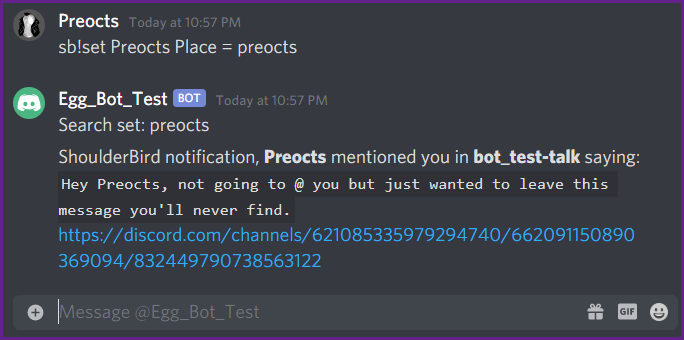 Preocts Today at 10:57 PM
sb!set Preocts Place = preocts
Egg_Bot_Test BOT Today at 10:57 PM
Search set: preocts
ShoulderBird notification, Preocts mentioned you in bot_test-talk saying:
Hey Preocts, not going to @ you but just wanted to leave this
message you'll never find.
https://discord.com/channels/621085335979294740/662091150890
369094/832449790738563122
Message @Egg_Bot_Test
GIF